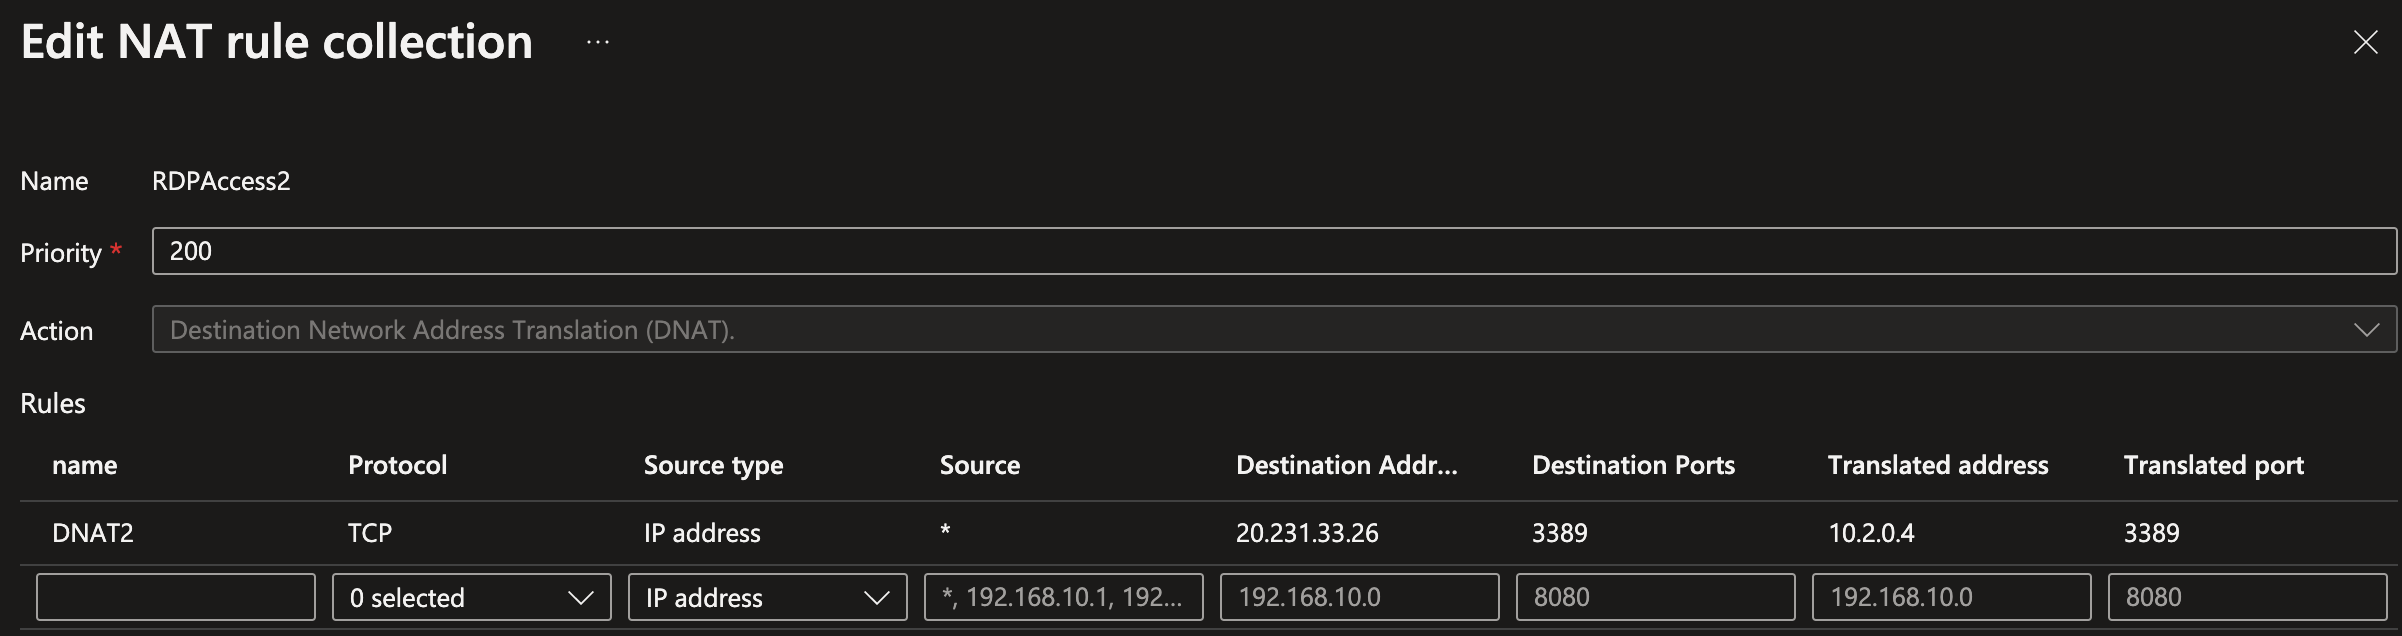 Edit NAT rule collection ...
Name RDPAccess2
Priority * 200
Action Destination Network Address Translation (DNAT).
Rules
name Protocol Source type Source Destination Addr... Destination Ports Translated address Translated port
DNAT2 TCP IP address * 20.231.33.26 3389 10.2.0.4 3389
0 selected IP address *, 192.168.10.1, 192... 192.168.10.0 8080 192.168.10.0 8080